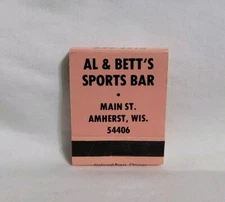 AL & BETT'S
SPORTS BAR
•
MAIN ST.
AMHERST, WIS.
54406